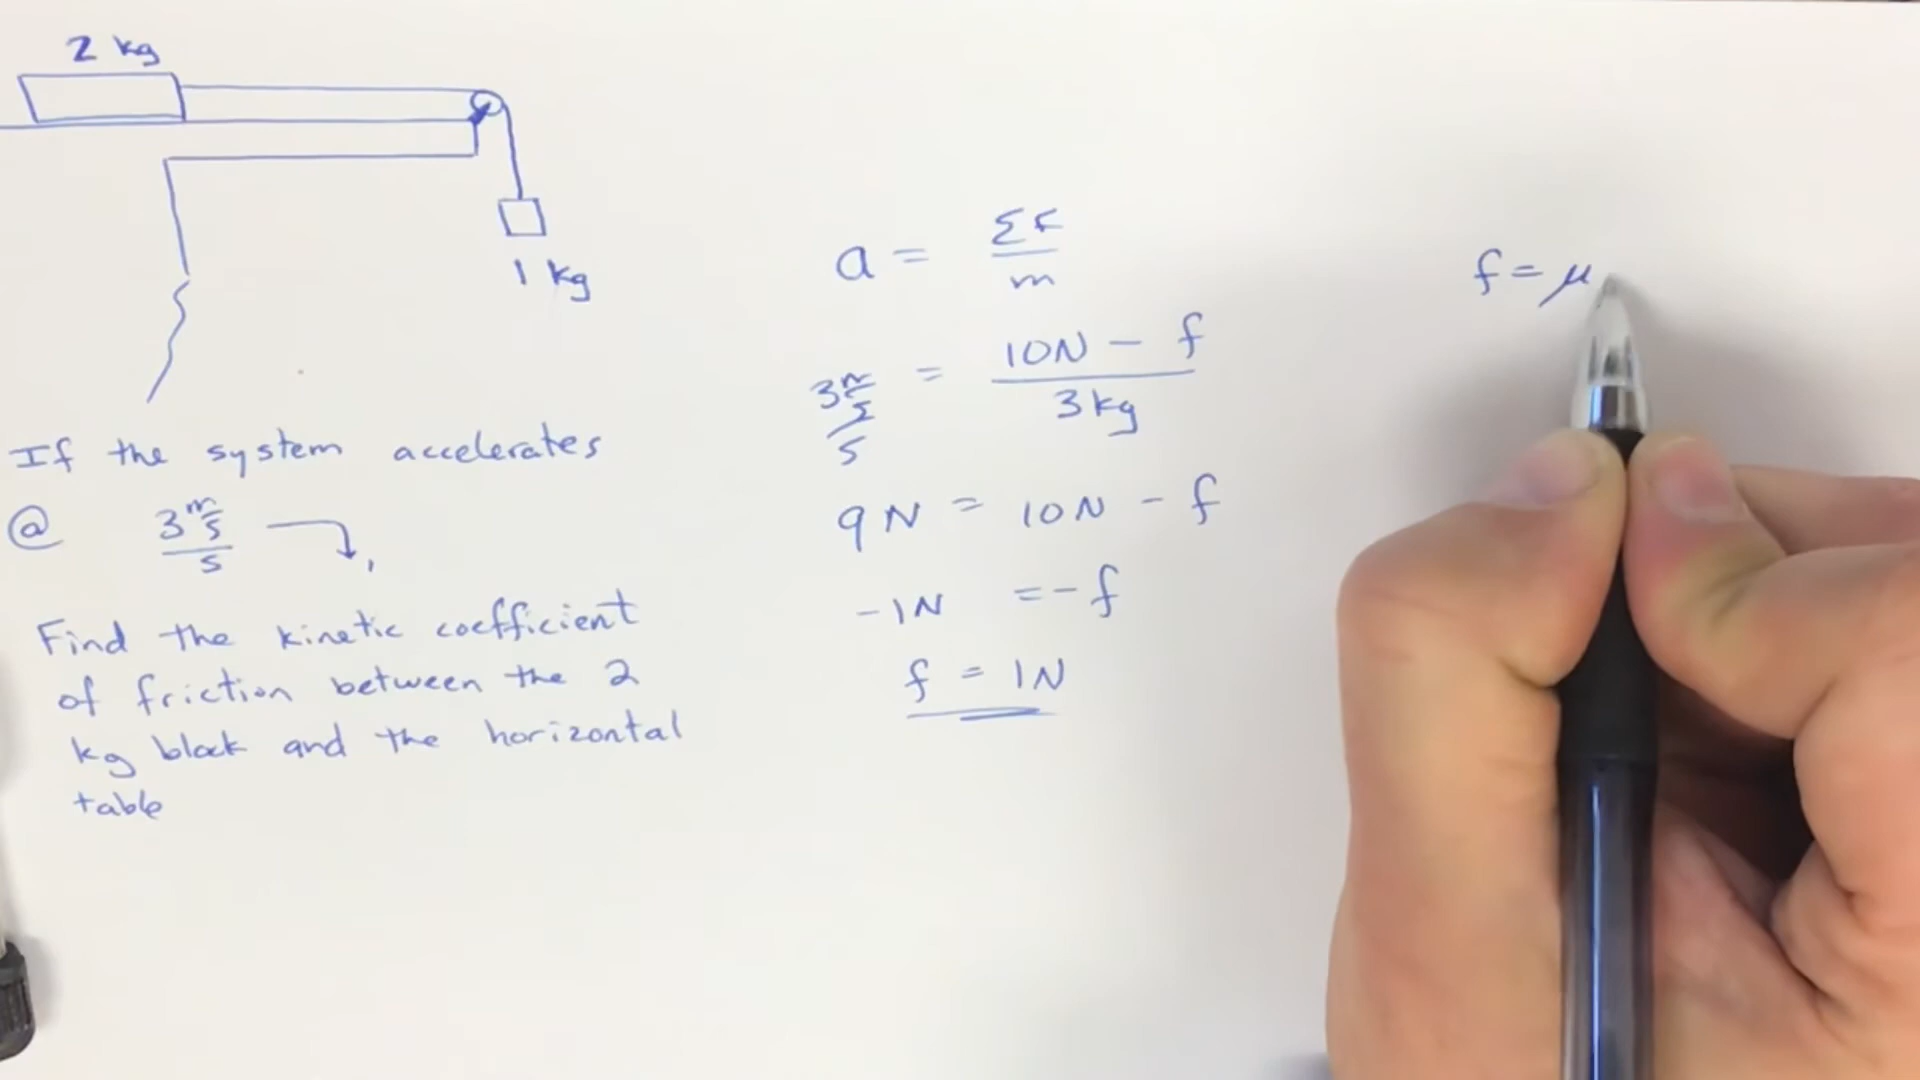 2 kg
1 kg
If the system accelerates
@ 3 m/s/s
Find the kinetic coefficient
of friction between the 2
kg block and the horizontal
table
a = ΣF/m
3 m/s/s = 10N - f / 3kg
9N = 10N - f
-1N = -f
f = 1N
f = μ